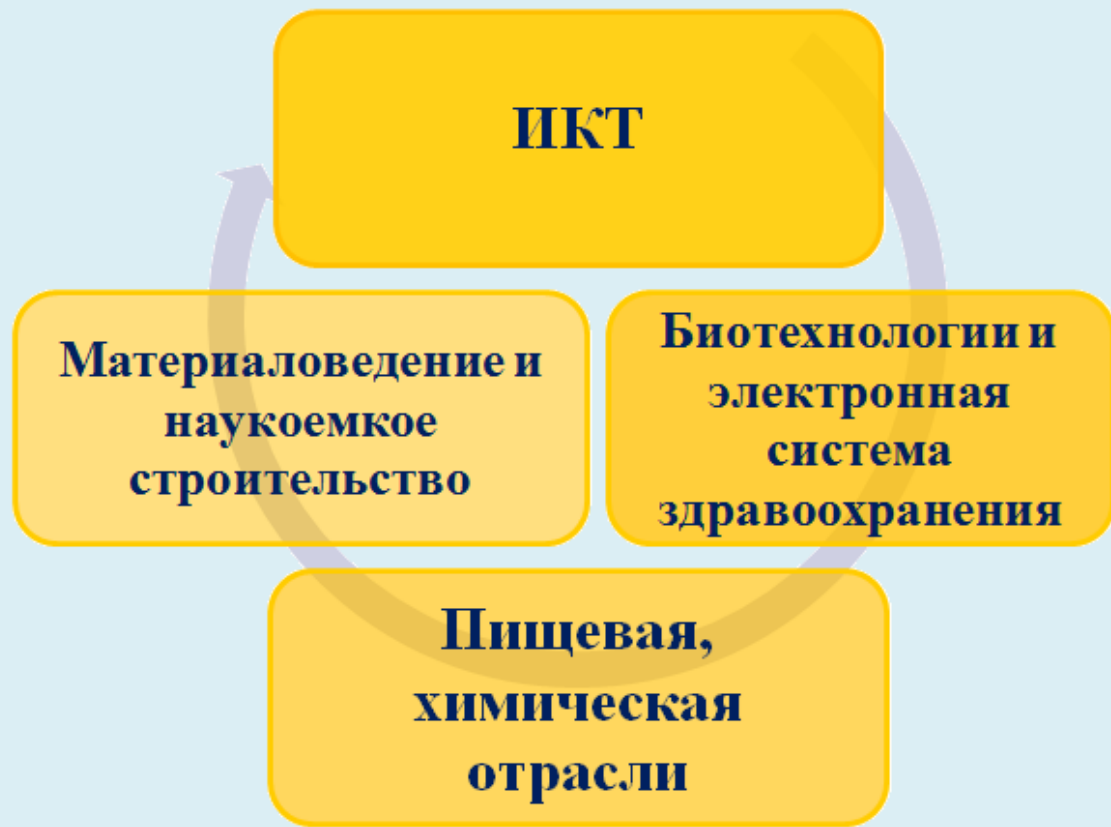 ИКТ
Материаловедение и
наукоемкое
строительство
Биотехнологии и
электронная
система
здравоохранения
Пищевая,
химическая
отрасли